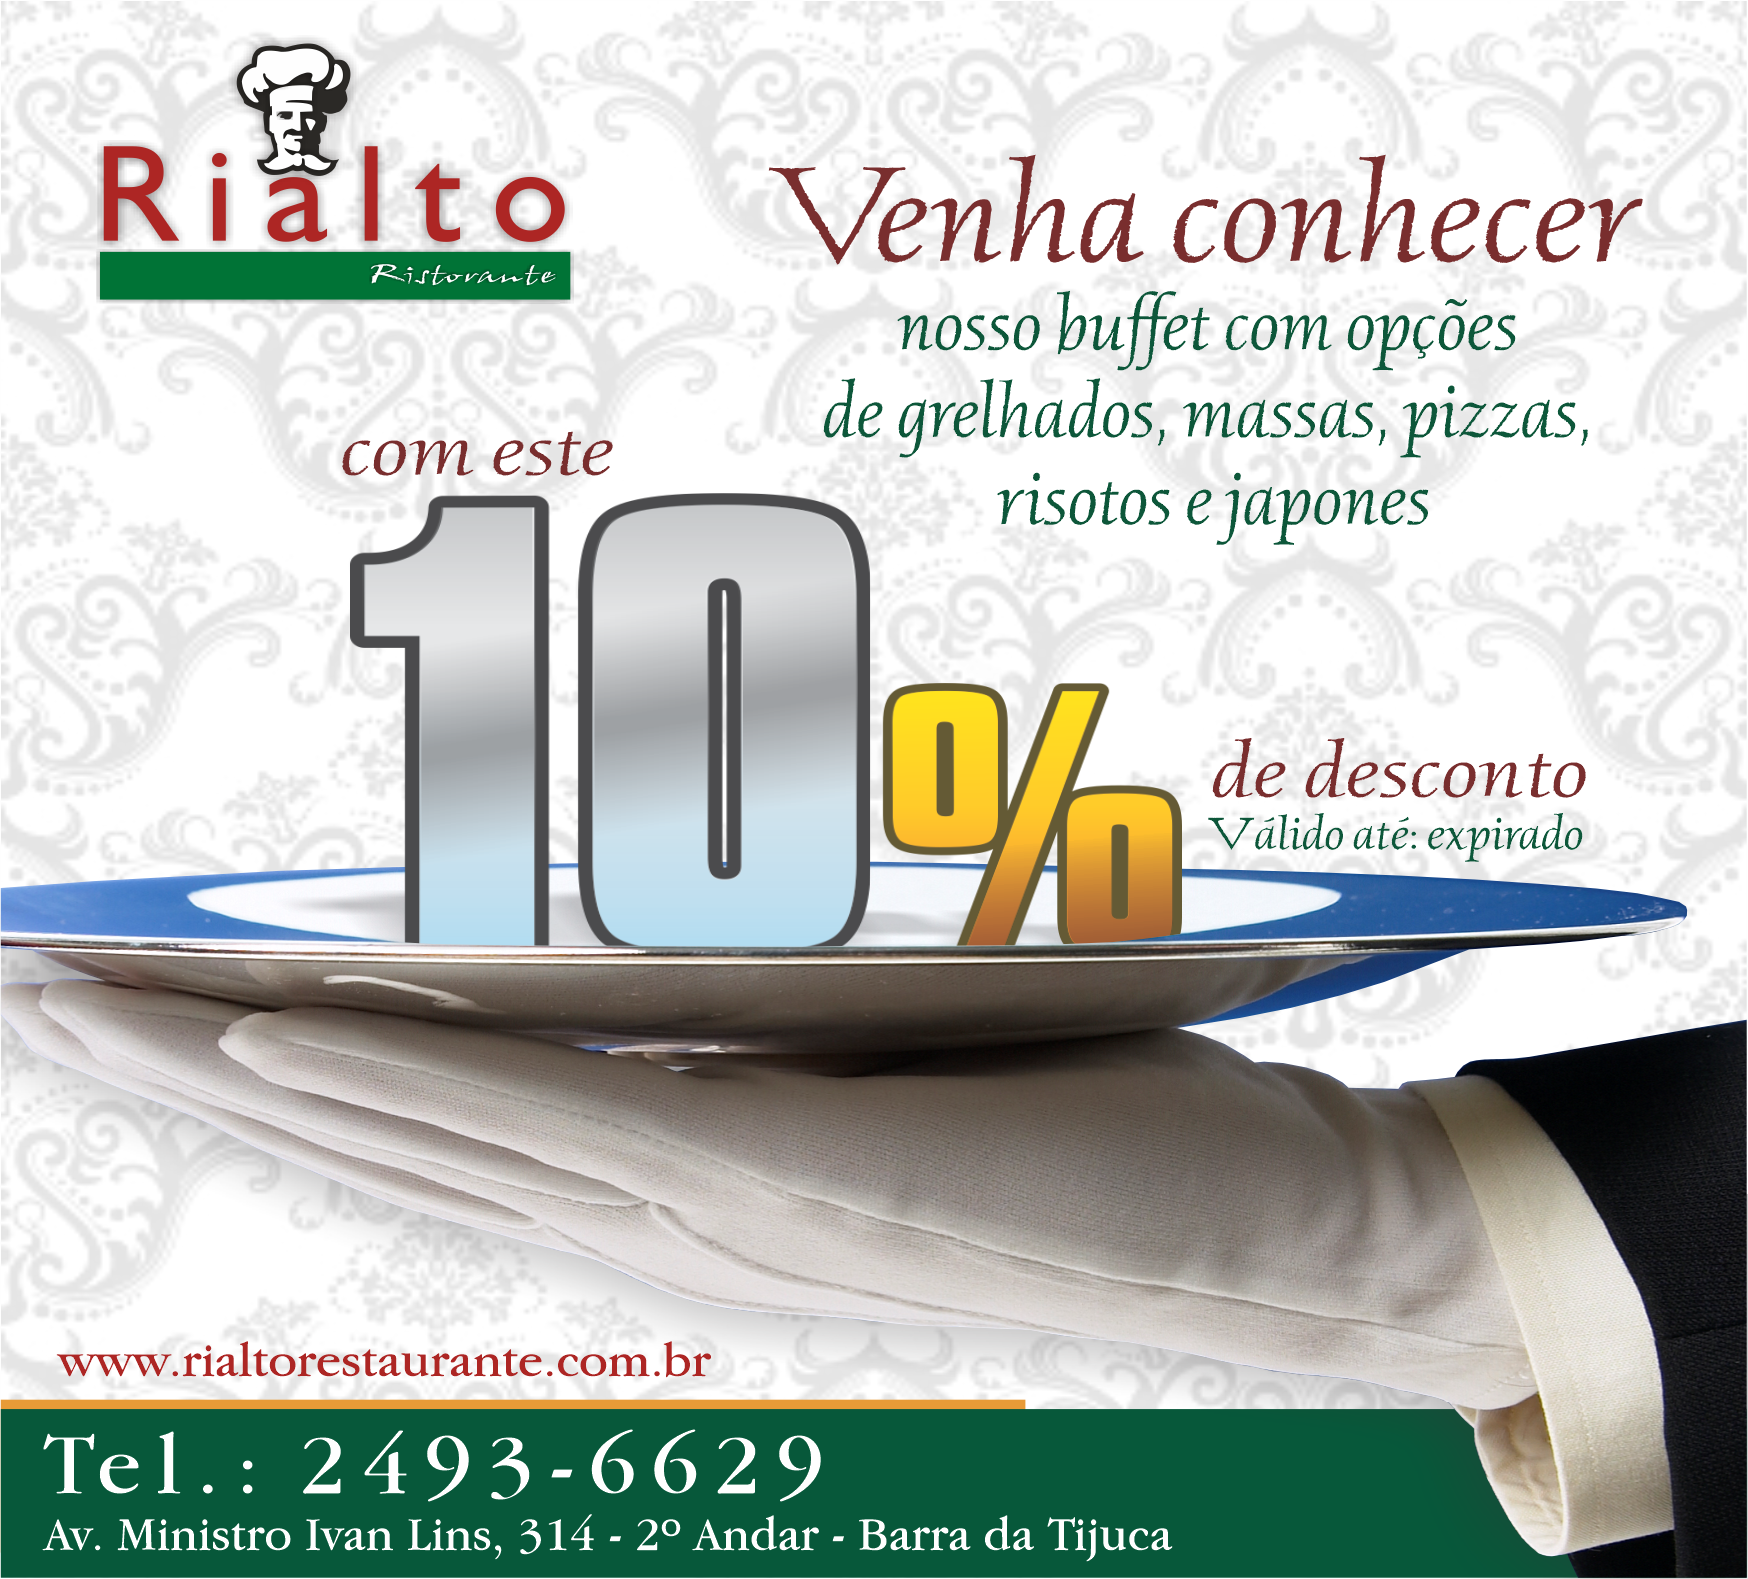 Rialto
Ristorante
Venha conhecer
nosso buffet com opções
de grelhados, massas, pizzas,
risotos e japones
com este
10%
de desconto
Válido até: expirado
www.rialtorestaurante.com.br
Tel.: 2493-6629
Av. Ministro Ivan Lins, 314 - 2º Andar - Barra da Tijuca